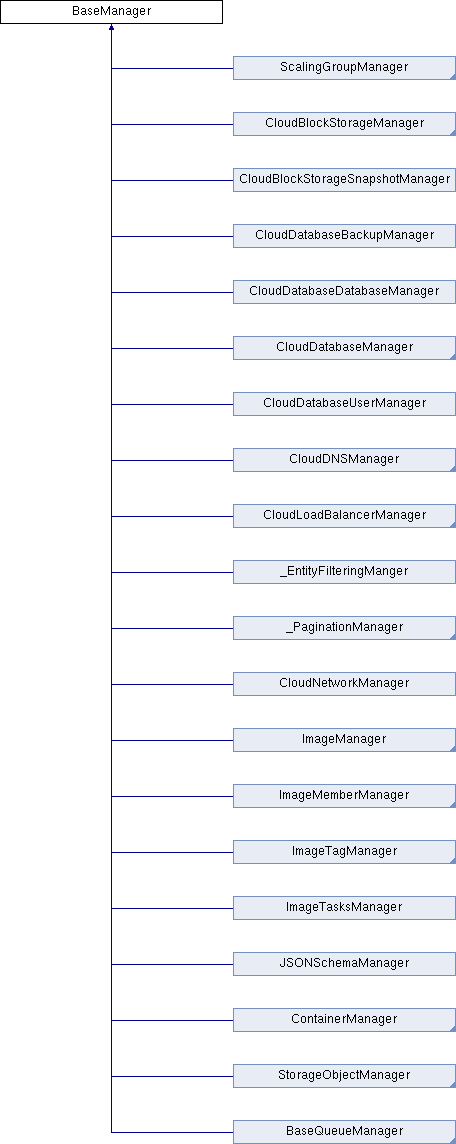 BaseManager
ScalingGroupManager
CloudBlockStorageManager
CloudBlockStorageSnapshotManager
CloudDatabaseBackupManager
CloudDatabaseDatabaseManager
CloudDatabaseManager
CloudDatabaseUserManager
CloudDNSManager
CloudLoadBalancerManager
_EntityFilteringManger
_PaginationManager
CloudNetworkManager
ImageManager
ImageMemberManager
ImageTagManager
ImageTasksManager
JSONSchemaManager
ContainerManager
StorageObjectManager
BaseQueueManager